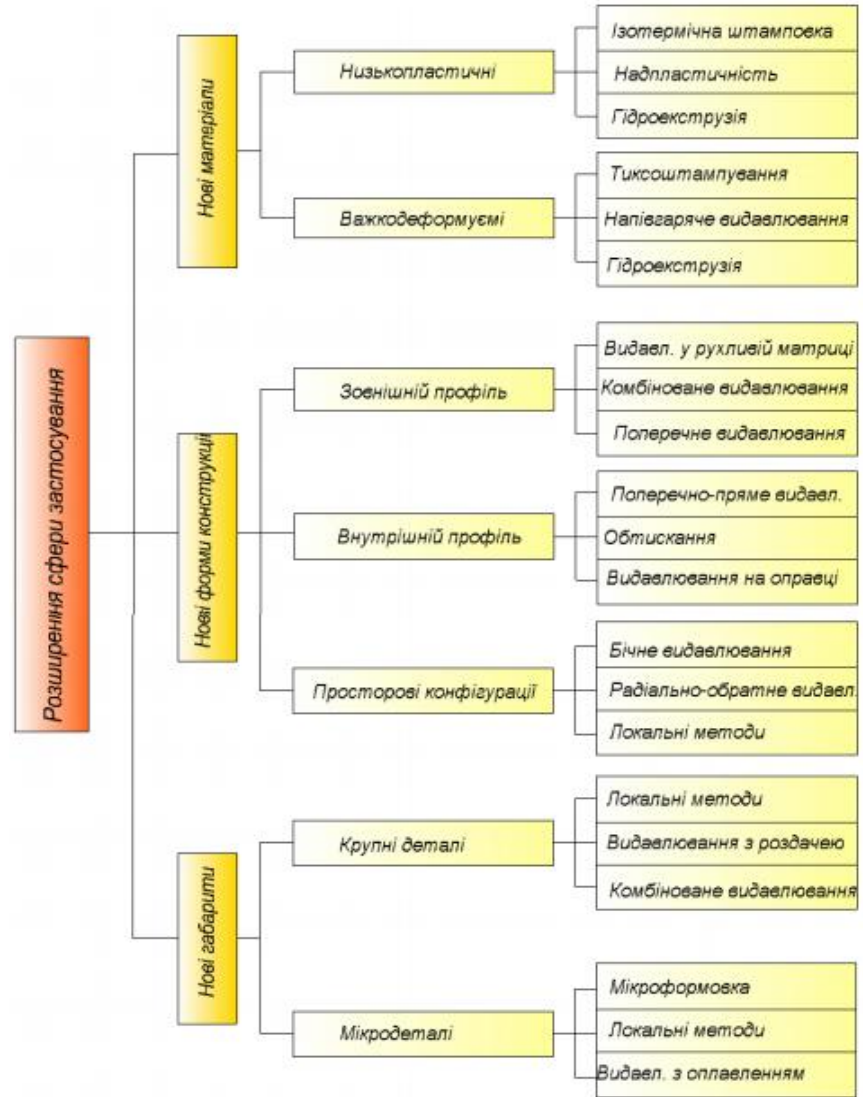 Розширення сфери застосування
Нові матеріали
Низькопластичні
Ізотермічна штамповка
Надпластичність
Гідроекструзія
Важкодеформуємі
Тиксоштампування
Напівгаряче видавлювання
Гідроекструзія
Нові форми конструкції
Зовнішній профіль
Видавл. у рухливій матриці
Комбіноване видавлювання
Поперечне видавлювання
Внутрішній профіль
Поперечно-пряме видавл.
Обтискання
Видавлювання на оправці
Просторові конфігурації
Бічне видавлювання
Радіально-обратне видавл.
Локальні методи
Нові габарити
Крупні деталі
Локальні методи
Видавлювання з роздачею
Комбіноване видавлювання
Мікродеталі
Мікроформовка
Локальні методи
Видавл. з оплавленням